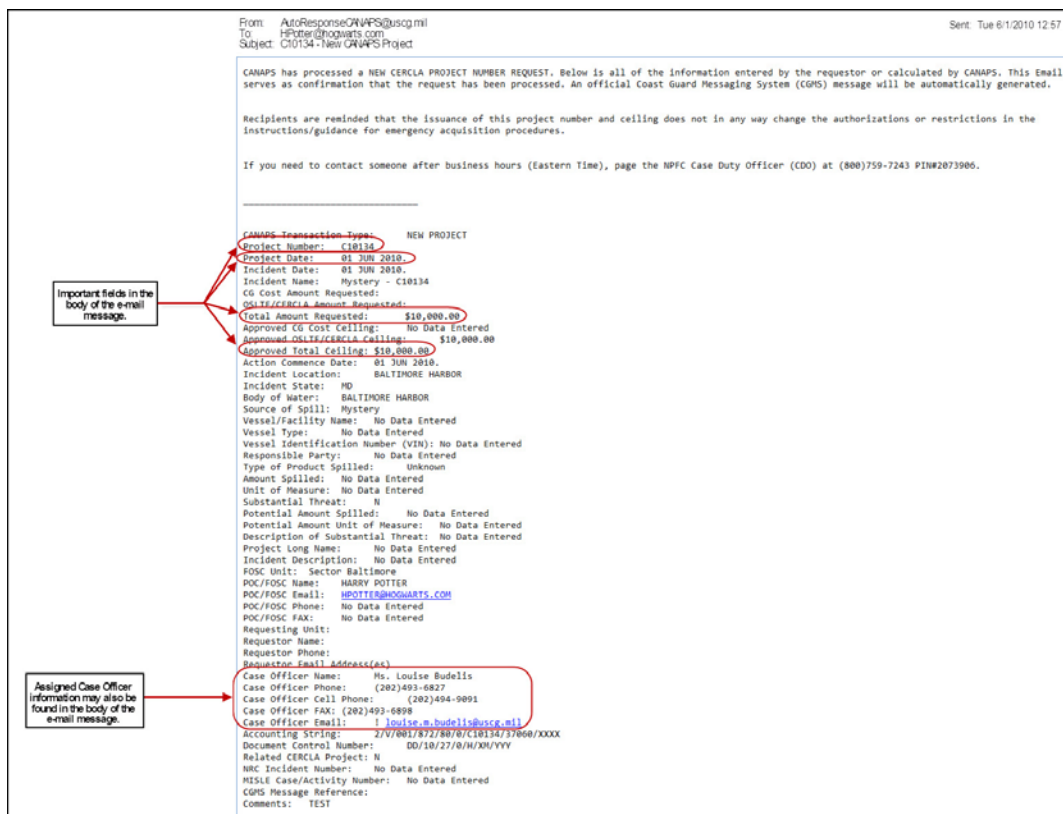 From: AutoResponseCANAPS@uscg.mil
Sent: Tue 6/1/2010 12:57
To: HPotter@hogwarts.com
Subject: C10134 - New CANAPS Project
CANAPS has processed a NEW CERCLA PROJECT NUMBER REQUEST. Below is all of the information entered by the requestor or calculated by CANAPS. This Email
serves as confirmation that the request has been processed. An official Coast Guard Messaging System (CGMS) message will be automatically generated.
Recipients are reminded that the issuance of this project number and ceiling does not in any way change the authorizations or restrictions in the
instructions/guidance for emergency acquisition procedures.
If you need to contact someone after business hours (Eastern Time), page the NPFC Case Duty Officer (CDO) at (800)759-7243 PIN#2073906.
CANAPS Transaction Type: NEW PROJECT
Project Number: C10134
Project Date: 01 JUN 2010.
Incident Date: 01 JUN 2010.
Incident Name: Mystery - C10134
CG Cost Amount Requested:
OSLTF/CERCLA Amount Requested:
Total Amount Requested: $10,000.00
Approved CG Cost Ceiling: No Data Entered
Approved OSLTF/CERCLA Ceiling: $10,000.00
Approved Total Ceiling: $10,000.00
Action Commence Date: 01 JUN 2010.
Incident Location: BALTIMORE HARBOR
Incident State: MD
Body of Water: BALTIMORE HARBOR
Source of Spill: Mystery
Vessel/Facility Name: No Data Entered
Vessel Type: No Data Entered
Vessel Identification Number (VIN): No Data Entered
Responsible Party: No Data Entered
Type of Product Spilled: Unknown
Amount Spilled: No Data Entered
Unit of Measure: No Data Entered
Substantial Threat: N
Potential Amount Spilled: No Data Entered
Potential Amount Unit of Measure: No Data Entered
Description of Substantial Threat: No Data Entered
Project Long Name: No Data Entered
Incident Description: No Data Entered
FOSC Unit: Sector Baltimore
POC/FOSC Name: HARRY POTTER
POC/FOSC Email: HPOTTER@HOGWARTS.COM
POC/FOSC Phone: No Data Entered
POC/FOSC FAX: No Data Entered
Requesting Unit:
Requestor Name:
Requestor Phone:
Requestor Email Address(es)
Case Officer Name: Ms. Louise Budelis
Case Officer Phone: (202)493-6827
Case Officer Cell Phone: (202)494-9091
Case Officer FAX: (202)493-6898
Case Officer Email: ! louise.m.budelis@uscg.mil
Accounting String: 2/V/001/872/80/0/C10134/37060/XXXX
Document Control Number: DD/10/27/0/H/XM/YYY
Related CERCLA Project: N
NRC Incident Number: No Data Entered
MISLE Case/Activity Number: No Data Entered
CGMS Message Reference:
Comments: TEST
Important fields in the
body of the e-mail
message.
Assigned Case Officer
information may also be
found in the body of the
e-mail message.